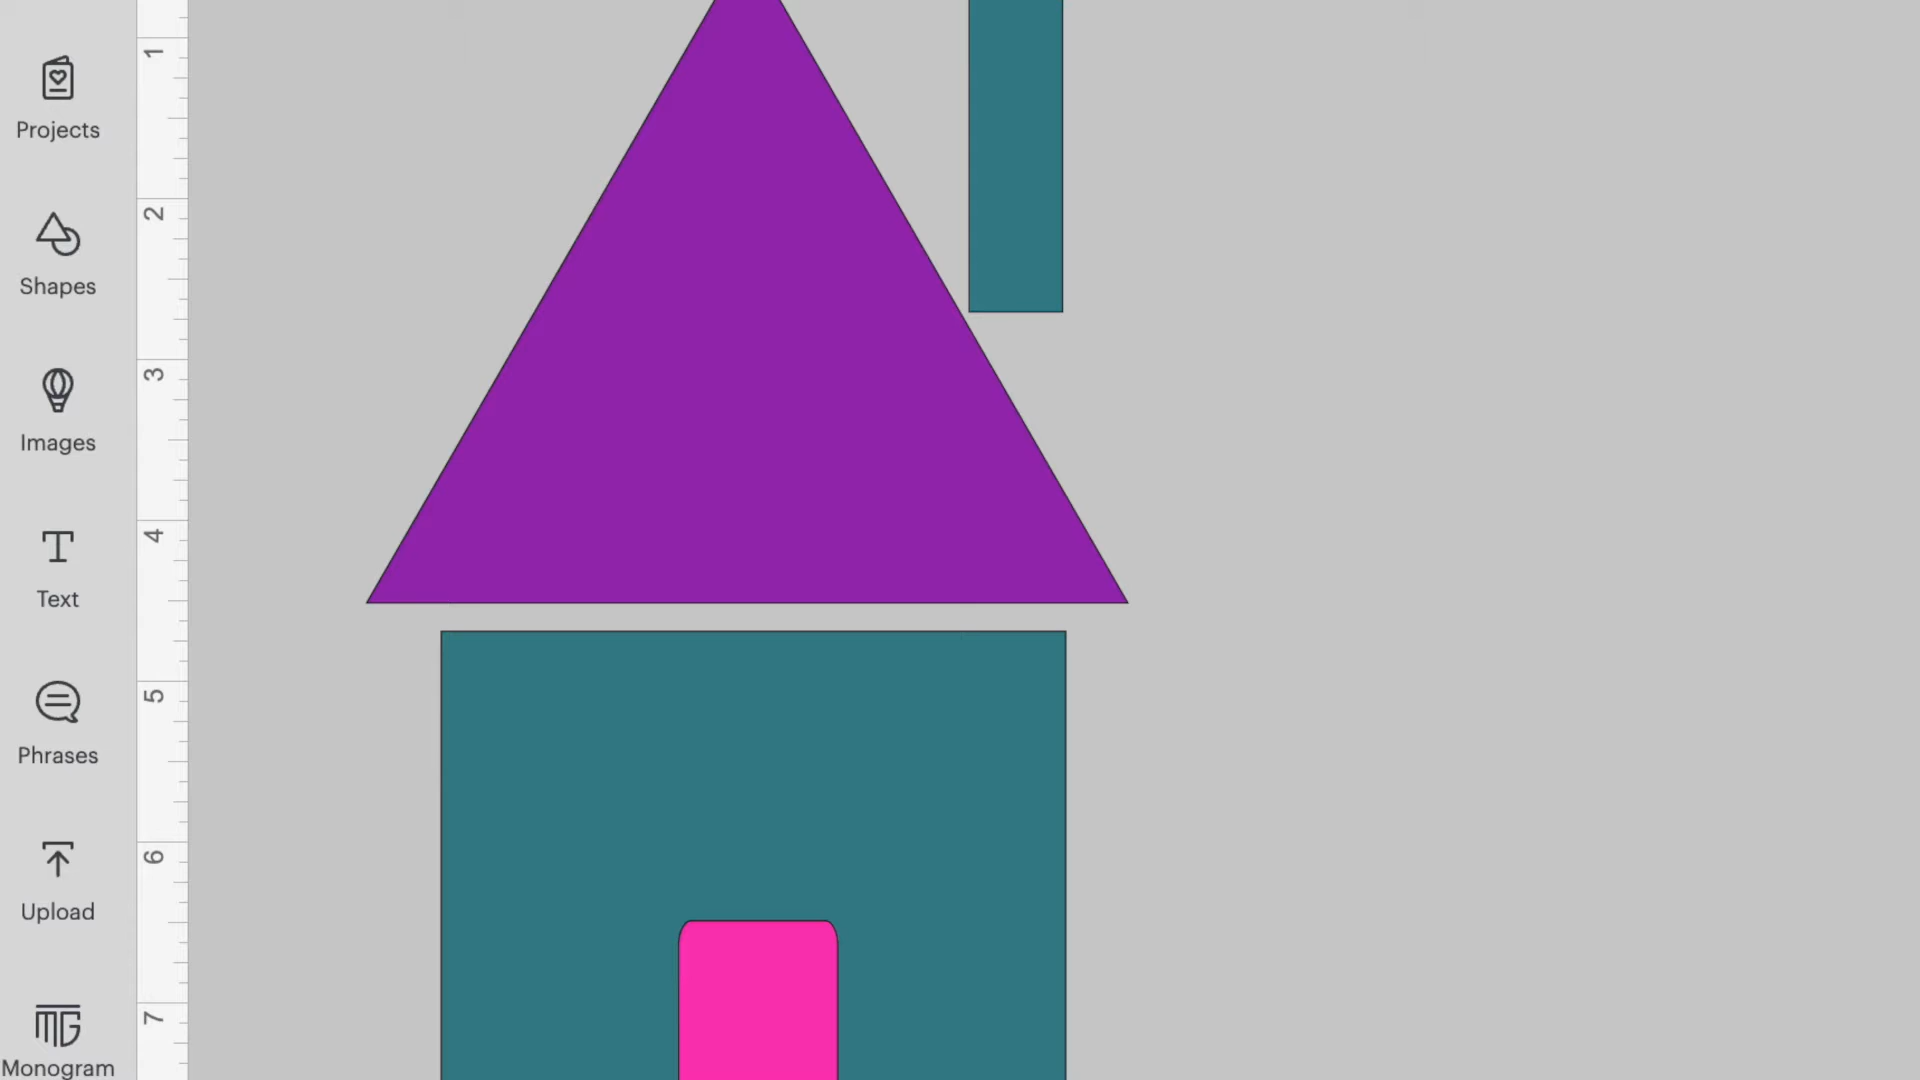 Projects
Shapes
Images
Text
Phrases
Upload
Monogram
1
2
3
4
5
6
7